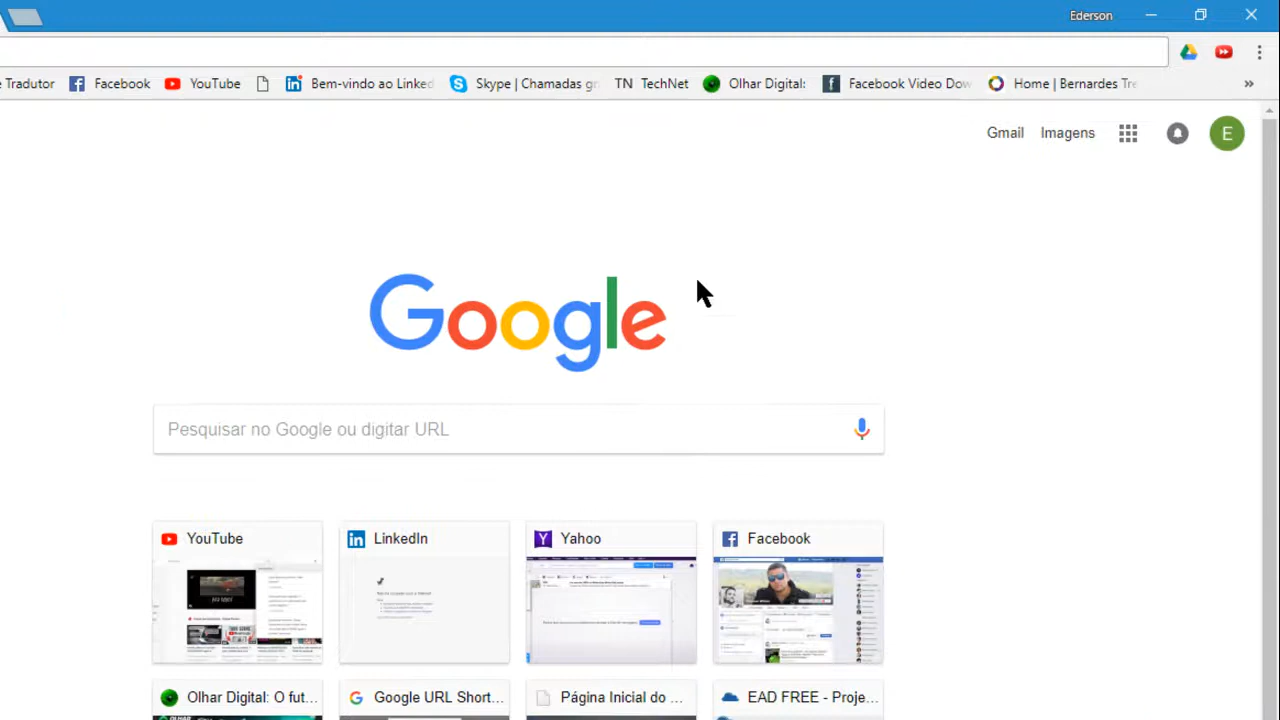 Ederson
e Tradutor Facebook YouTube Bem-vindo ao Linked Skype | Chamadas gr TN TechNet Olhar Digital: Facebook Video Dow Home | Bernardes Tre »
Gmail Imagens E
Google
Pesquisar no Google ou digitar URL
YouTube LinkedIn Yahoo Facebook
Olhar Digital: O fut... Google URL Short... Página Inicial do ... EAD FREE - Proje...